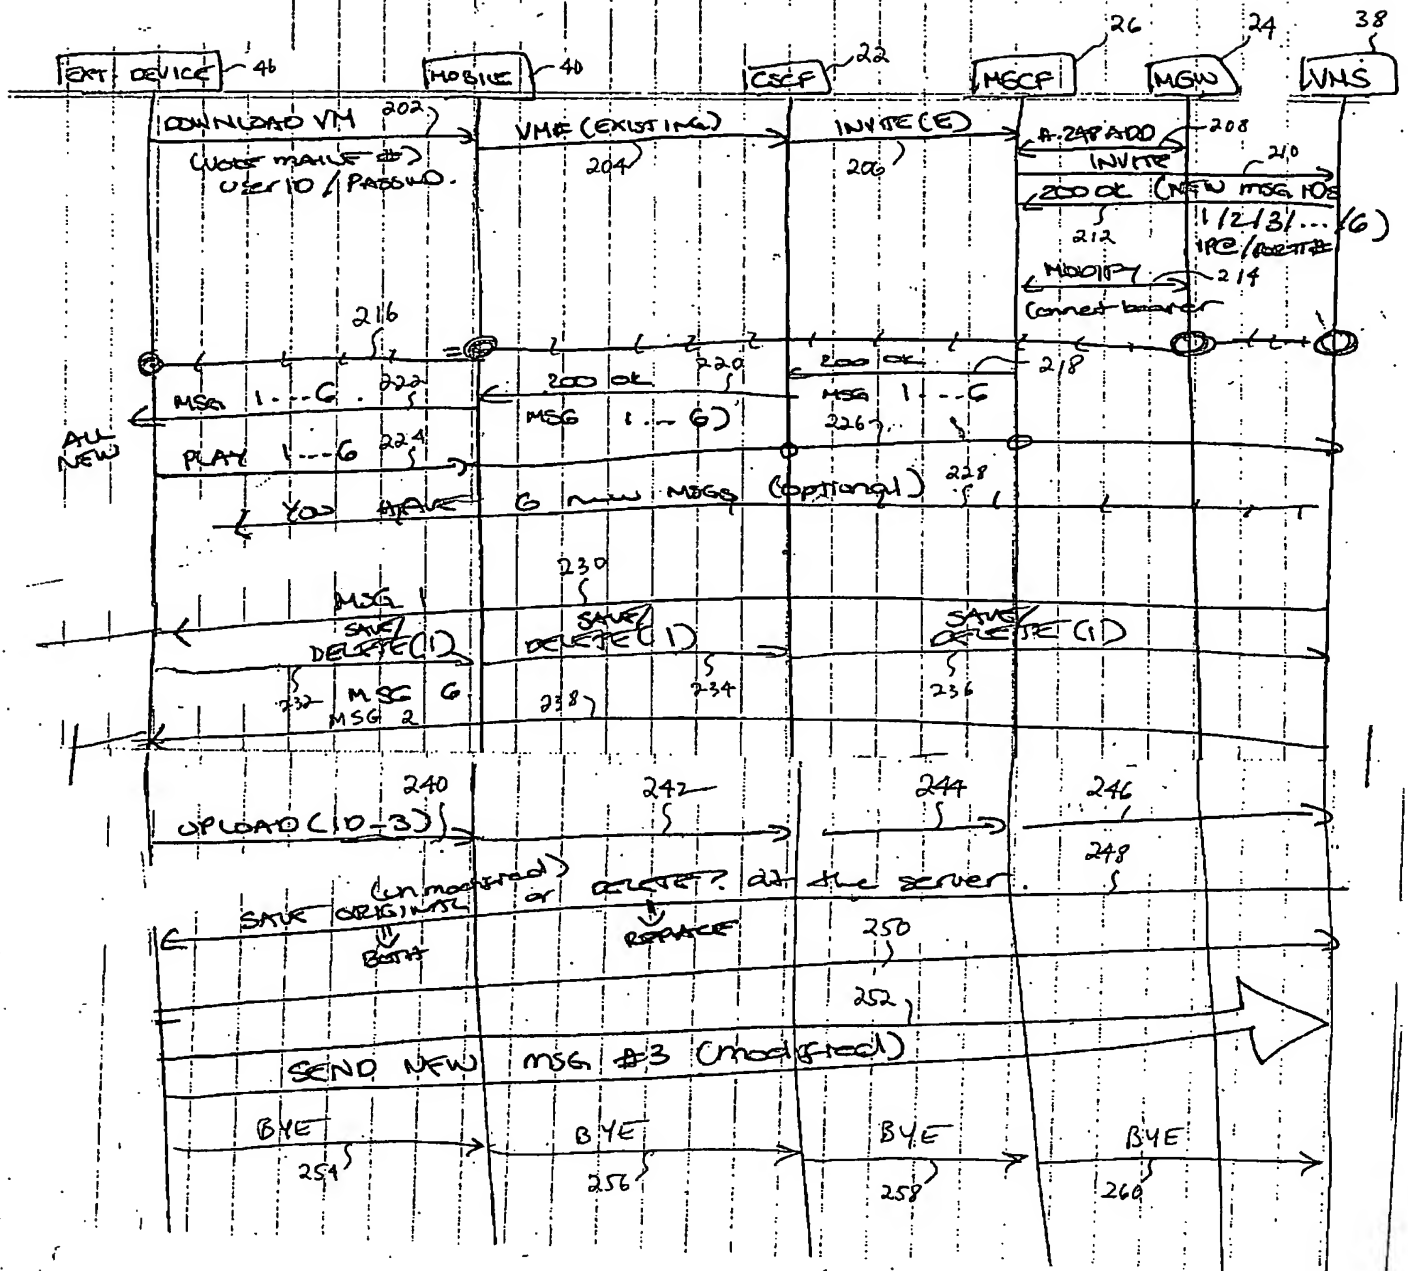 26
24
38
EXT. DEVICE 46
MOBILE 40
CSCF 22
MGCF
MGW
VMS
DOWNLOAD VM 202
VM# (EXISTING)
INVITE (E)
204
206
208
INVITE 210
USER ID / PASSWD.
200 OK (NEW MSG IDS
212
1/2/3/.../6)
MODIFY 214
Connect bearer
216
200 OK 218
222
200 OK 220
MSG 1...6
MSG 1...6)
MSG 1...6
ALL NEW
PLAY 1...6 224
226
YOU HAVE 6 new MSGS (optional) 228
230
MSG 1
SAVE/
DELETE(1)
SAVE/
DELETE(1)
SAVE/
DELETE(1)
232
234
236
MSG 6
MSG 2
238
240
242
244
246
UPLOAD (ID-3)
248
(unmodified)
SAVE ORIGINAL or DELETE? at the server.
BOTH
REPLACE
250
252
SEND NEW MSG #3 (modified)
BYE
BYE
BYE
BYE
254
256
258
260